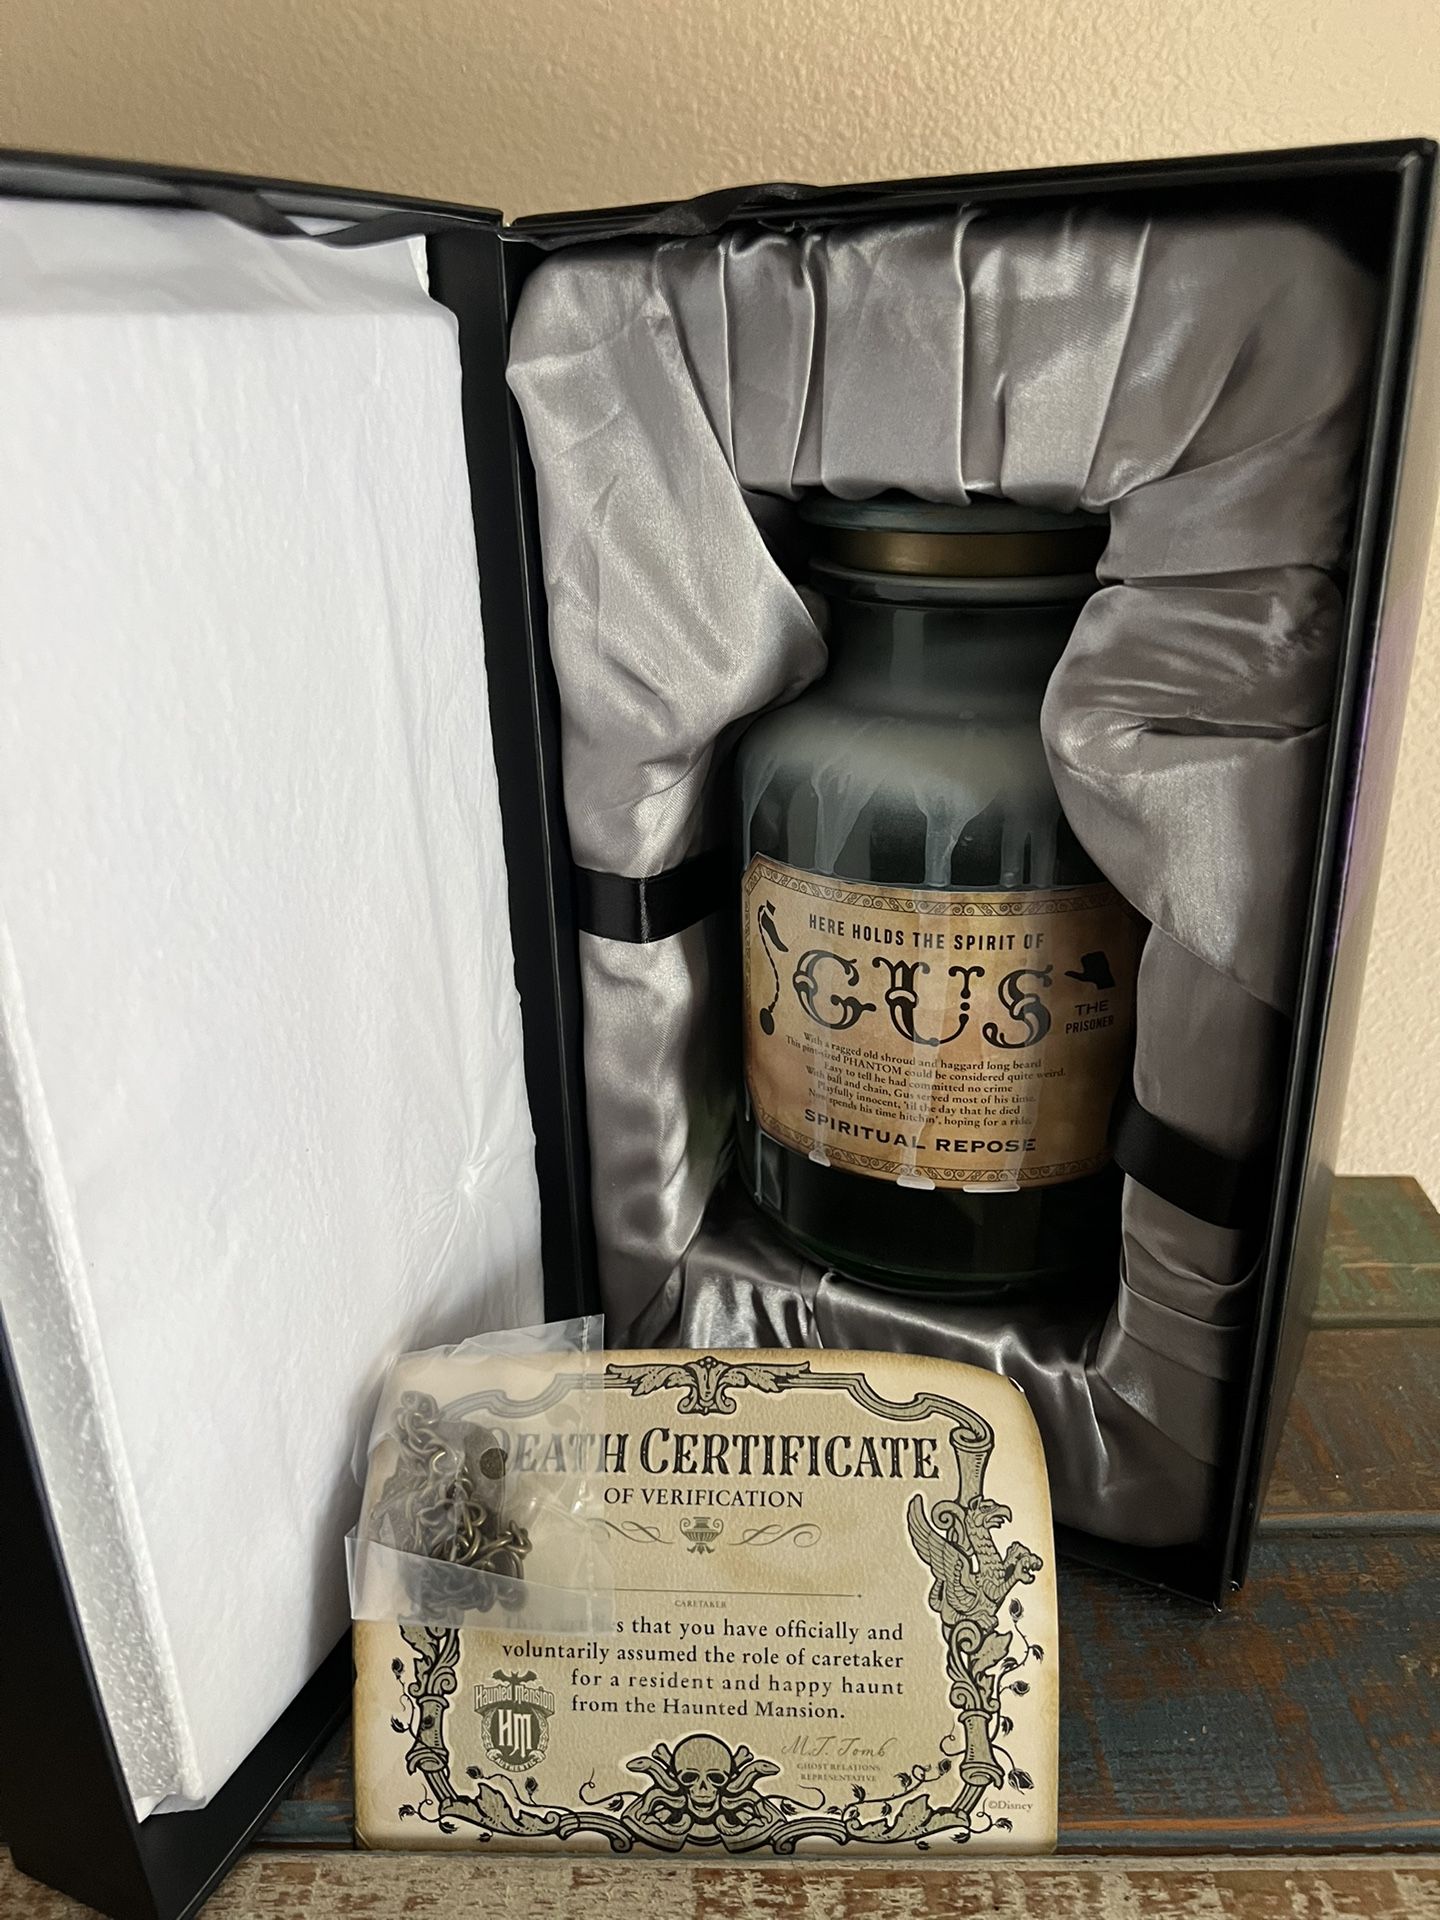 HERE HOLDS THE SPIRIT OF
GUS
THE
PRISONER
With a ragged old shroud and haggard long beard
This pint-sized PHANTOM could be considered quite weird.
Easy to tell he had committed no crime
With ball and chain, Gus served most of his time.
Playfully innocent, 'til the day that he died
Now spends his time hitchin', hoping for a ride.
SPIRITUAL REPOSE
DEATH CERTIFICATE
OF VERIFICATION
CARETAKER
that you have officially and
voluntarily assumed the role of caretaker
for a resident and happy haunt
from the Haunted Mansion.
Haunted Mansion
HM
AUTHENTIC
M.T. Tomb
GHOST RELATIONS
REPRESENTATIVE
©Disney